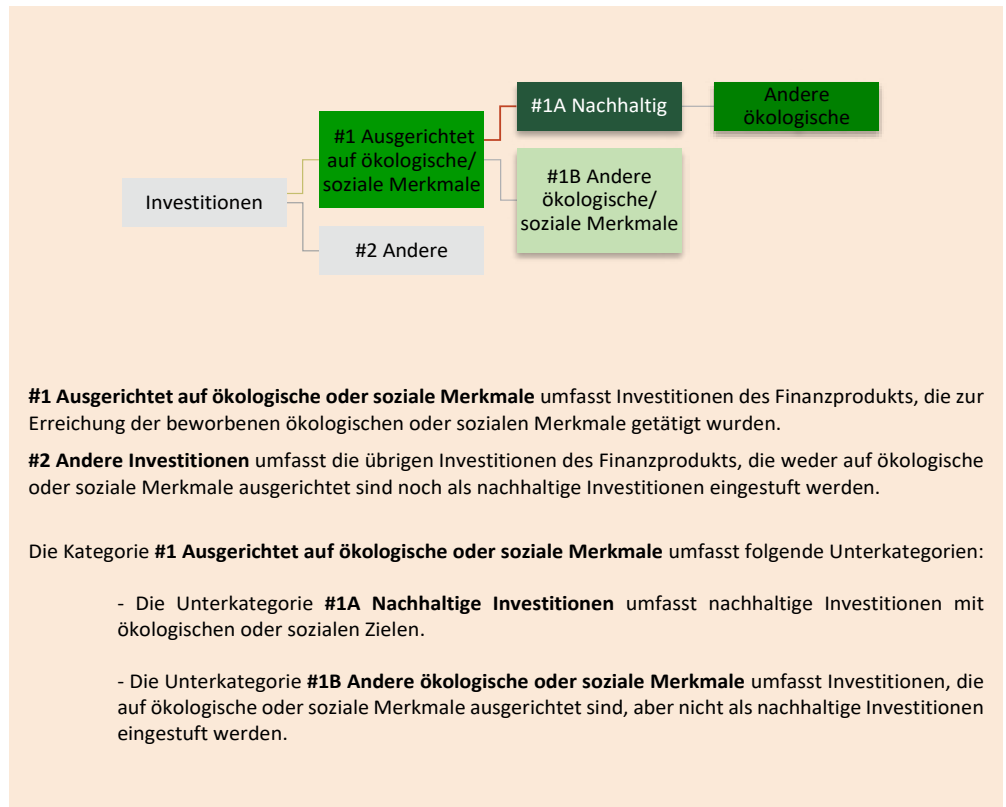 Investitionen
#1 Ausgerichtet
auf ökologische/
soziale Merkmale
#2 Andere
#1A Nachhaltig
#1B Andere
ökologische/
soziale Merkmale
Andere
ökologische
#1 Ausgerichtet auf ökologische oder soziale Merkmale umfasst Investitionen des Finanzprodukts, die zur
Erreichung der beworbenen ökologischen oder sozialen Merkmale getätigt wurden.
#2 Andere Investitionen umfasst die übrigen Investitionen des Finanzprodukts, die weder auf ökologische
oder soziale Merkmale ausgerichtet sind noch als nachhaltige Investitionen eingestuft werden.
Die Kategorie #1 Ausgerichtet auf ökologische oder soziale Merkmale umfasst folgende Unterkategorien:
- Die Unterkategorie #1A Nachhaltige Investitionen umfasst nachhaltige Investitionen mit
ökologischen oder sozialen Zielen.
- Die Unterkategorie #1B Andere ökologische oder soziale Merkmale umfasst Investitionen, die
auf ökologische oder soziale Merkmale ausgerichtet sind, aber nicht als nachhaltige Investitionen
eingestuft werden.